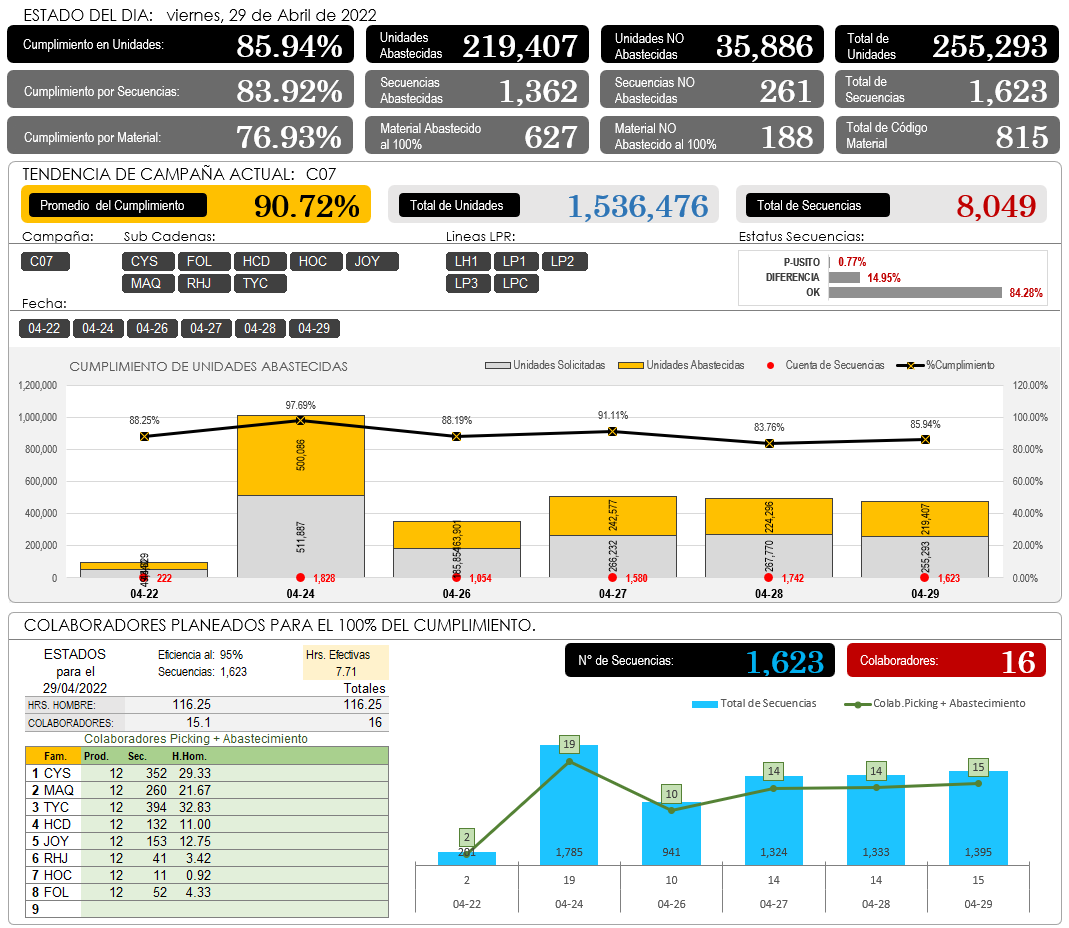 ESTADO DEL DIA: viernes, 29 de Abril de 2022
Cumplimiento en Unidades: 85.94%
Unidades Abastecidas 219,407
Unidades NO Abastecidas 35,886
Total de Unidades 255,293
Cumplimiento por Secuencias: 83.92%
Secuencias Abastecidas 1,362
Secuencias NO Abastecidas 261
Total de Secuencias 1,623
Cumplimiento por Material: 76.93%
Material Abastecido al 100% 627
Material NO Abastecido al 100% 188
Total de Código Material 815
TENDENCIA DE CAMPAÑA ACTUAL: C07
Promedio del Cumplimiento 90.72%
Total de Unidades 1,536,476
Total de Secuencias 8,049
Campaña:
C07
Sub Cadenas:
CYS FOL HCD HOC JOY
MAQ RHJ TYC
Lineas LPR:
LH1 LP1 LP2
LP3 LPC
Estatus Secuencias:
P-USITO 0.77%
DIFERENCIA 14.95%
OK 84.28%
Fecha:
04-22 04-24 04-26 04-27 04-28 04-29
CUMPLIMIENTO DE UNIDADES ABASTECIDAS
Unidades Solicitadas Unidades Abastecidas Cuenta de Secuencias %Cumplimiento
1,200,000 120.00%
1,000,000 100.00%
800,000 80.00%
600,000 60.00%
400,000 40.00%
200,000 20.00%
0 0.00%
88.25% 97.69% 88.19% 91.11% 83.76% 85.94%
500,086 242,577 224,296 219,407
511,887 266,232 267,770 255,293
222 1,828 1,054 1,580 1,742 1,623
04-22 04-24 04-26 04-27 04-28 04-29
COLABORADORES PLANEADOS PARA EL 100% DEL CUMPLIMIENTO.
ESTADOS
para el
29/04/2022
Eficiencia al: 95%
Secuencias: 1,623
Hrs. Efectivas
7.71
Totales
HRS. HOMBRE: 116.25 116.25
COLABORADORES: 15.1 16
Colaboradores Picking + Abastecimiento
Fam. Prod. Sec. H.Hom.
1 CYS 12 352 29.33
2 MAQ 12 260 21.67
3 TYC 12 394 32.83
4 HCD 12 132 11.00
5 JOY 12 153 12.75
6 RHJ 12 41 3.42
7 HOC 12 11 0.92
8 FOL 12 52 4.33
9
N° de Secuencias: 1,623
Colaboradores: 16
Total de Secuencias Colab.Picking + Abastecimiento
2 19 10 14 14 15
1,785 941 1,324 1,333 1,395
2 19 10 14 14 15
04-22 04-24 04-26 04-27 04-28 04-29